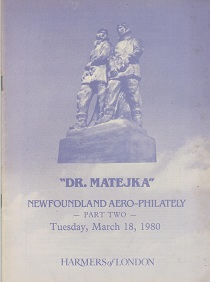 "DR. MATEJKA"
NEWFOUNDLAND AERO-PHILATELY
— PART TWO —
Tuesday, March 18, 1980
HARMERS of LONDON